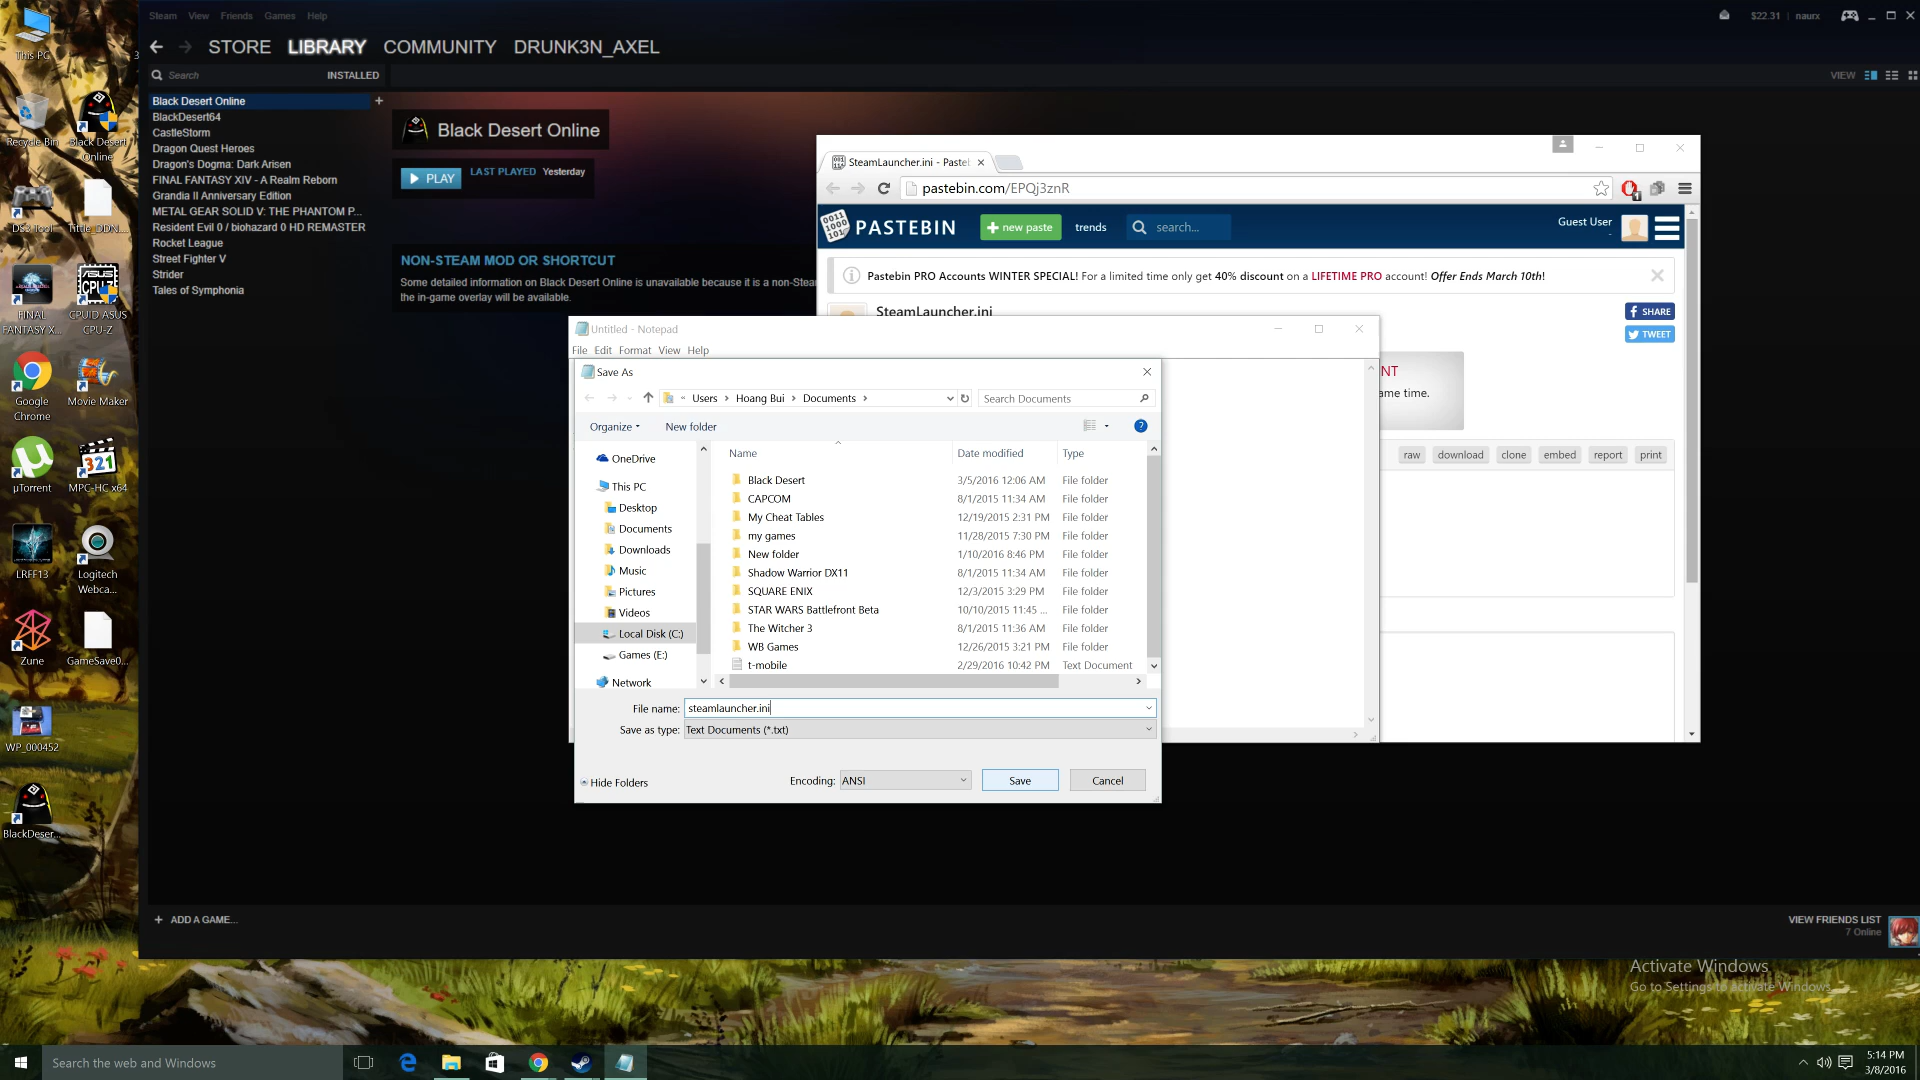 Steam View Friends Games Help
$22.31 naurx
STORE LIBRARY COMMUNITY DRUNK3N_AXEL
Search INSTALLED
VIEW
Black Desert Online
BlackDesert64
CastleStorm
Dragon Quest Heroes
Dragon's Dogma: Dark Arisen
FINAL FANTASY XIV - A Realm Reborn
Grandia II Anniversary Edition
METAL GEAR SOLID V: THE PHANTOM P...
Resident Evil 0 / biohazard 0 HD REMASTER
Rocket League
Street Fighter V
Strider
Tales of Symphonia
Black Desert Online
PLAY
LAST PLAYED Yesterday
NON-STEAM MOD OR SHORTCUT
Some detailed information on Black Desert Online is unavailable because it is a non-Stea
the in-game overlay will be available.
+ ADD A GAME...
VIEW FRIENDS LIST
7 Online
This PC
Recycle Bin
Black Desert Online
DS3 Tool
Tittle_DDN...
FINAL FANTASY X...
CPUID ASUS CPU-Z
Google Chrome
Movie Maker
µTorrent
MPC-HC x64
LRFF13
Logitech Webca...
Zune
GameSave0...
WP_000452
BlackDeser...
SteamLauncher.ini - Pastel
pastebin.com/EPQj3znR
PASTEBIN
+ new paste
trends
search...
Guest User
Pastebin PRO Accounts WINTER SPECIAL! For a limited time only get 40% discount on a LIFETIME PRO account! Offer Ends March 10th!
SteamLauncher.ini
SHARE
TWEET
NT
ame time.
raw download clone embed report print
Untitled - Notepad
File Edit Format View Help
Save As
« Users › Hoang Bui › Documents ›
Search Documents
Organize
New folder
OneDrive
This PC
Desktop
Documents
Downloads
Music
Pictures
Videos
Local Disk (C:)
Games (E:)
Network
Name Date modified Type
Black Desert 3/5/2016 12:06 AM File folder
CAPCOM 8/1/2015 11:34 AM File folder
My Cheat Tables 12/19/2015 2:31 PM File folder
my games 11/28/2015 7:30 PM File folder
New folder 1/10/2016 8:46 PM File folder
Shadow Warrior DX11 8/1/2015 11:34 AM File folder
SQUARE ENIX 12/3/2015 3:29 PM File folder
STAR WARS Battlefront Beta 10/10/2015 11:45 ... File folder
The Witcher 3 8/1/2015 11:36 AM File folder
WB Games 12/26/2015 3:21 PM File folder
t-mobile 2/29/2016 10:42 PM Text Document
File name: steamlauncher.ini
Save as type: Text Documents (*.txt)
Hide Folders
Encoding: ANSI
Save
Cancel
Activate Windows
Go to Settings to activate Windows.
Search the web and Windows
5:14 PM
3/8/2016